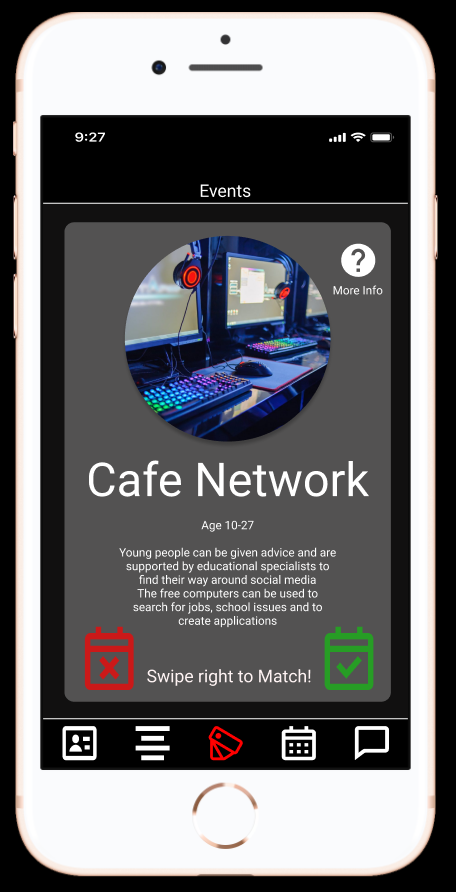 9:27
Events
More Info
Cafe Network
Age 10-27
Young people can be given advice and are
supported by educational specialists to
find their way around social media
The free computers can be used to
search for jobs, school issues and to
create applications
Swipe right to Match!